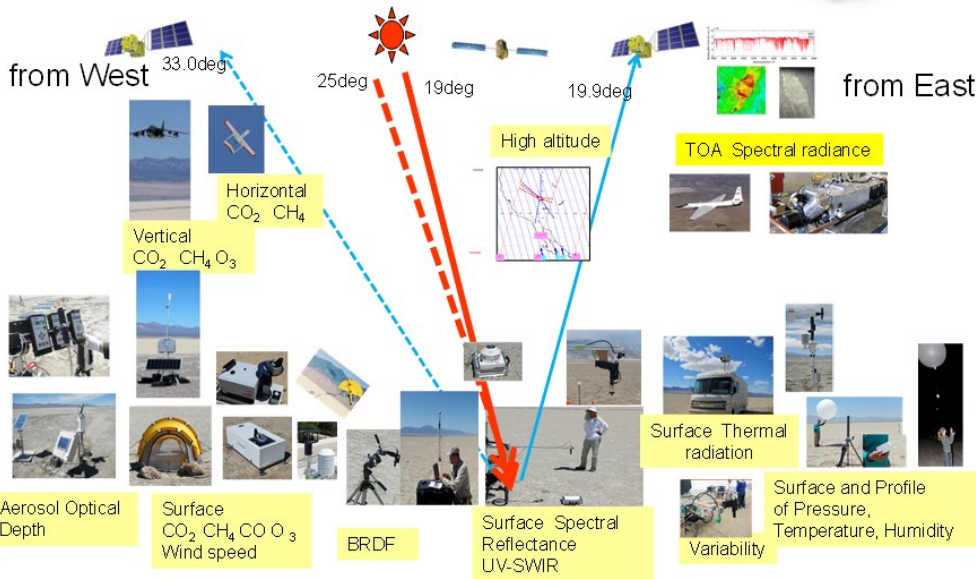 from West
33.0deg
25deg
19deg
19.9deg
from East
High altitude
TOA Spectral radiance
Horizontal
CO₂ CH₄
Vertical
CO₂ CH₄ O₃
Aerosol Optical
Depth
Surface
CO₂ CH₄ CO O₃
Wind speed
BRDF
Surface Spectral
Reflectance
UV-SWIR
Surface Thermal
radiation
Variability
Surface and Profile
of Pressure,
Temperature, Humidity